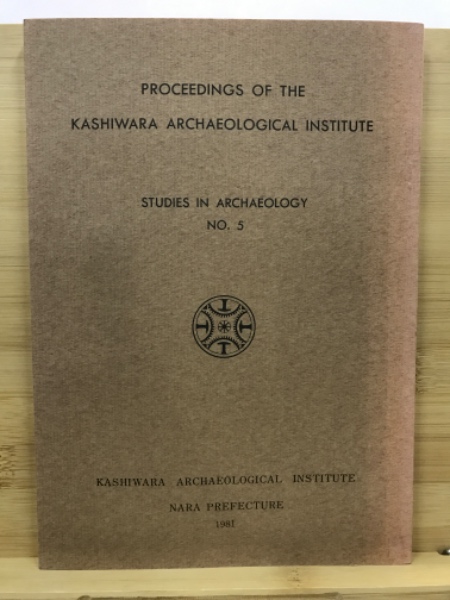 PROCEEDINGS OF THE
KASHIWARA ARCHAEOLOGICAL INSTITUTE
STUDIES IN ARCHAEOLOGY
NO. 5
KASHIWARA ARCHAEOLOGICAL INSTITUTE
NARA PREFECTURE
1981